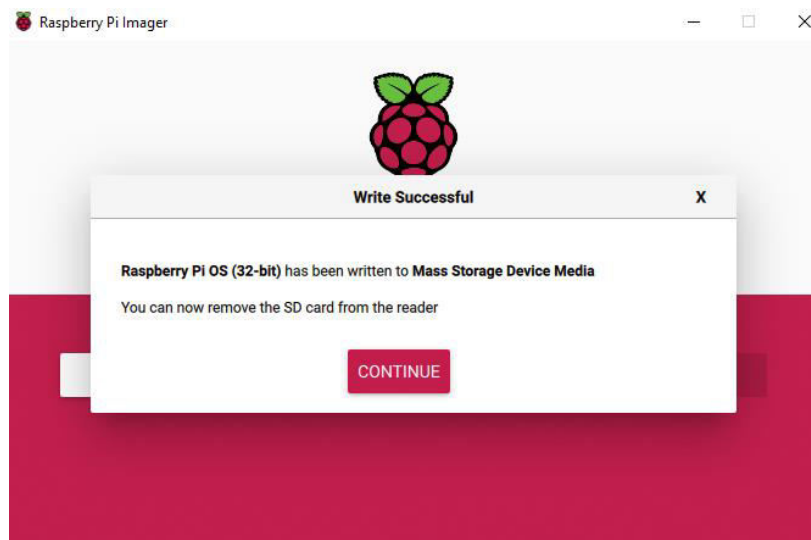 Raspberry Pi Imager
Write Successful
X
Raspberry Pi OS (32-bit) has been written to Mass Storage Device Media
You can now remove the SD card from the reader
CONTINUE